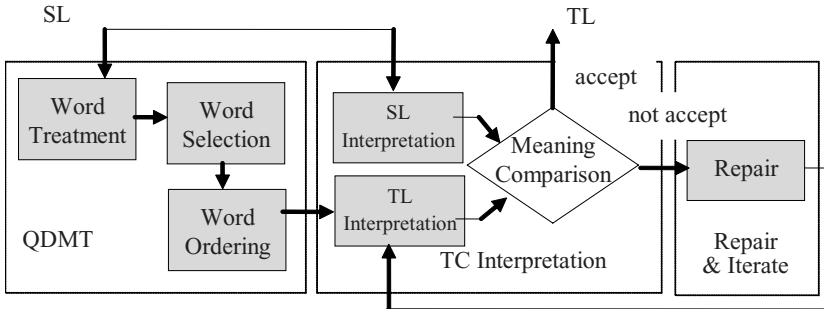 SL
TL
accept
not accept
Word
Treatment
Word
Selection
Word
Ordering
QDMT
SL
Interpretation
TL
Interpretation
Meaning
Comparison
TC Interpretation
Repair
Repair
& Iterate